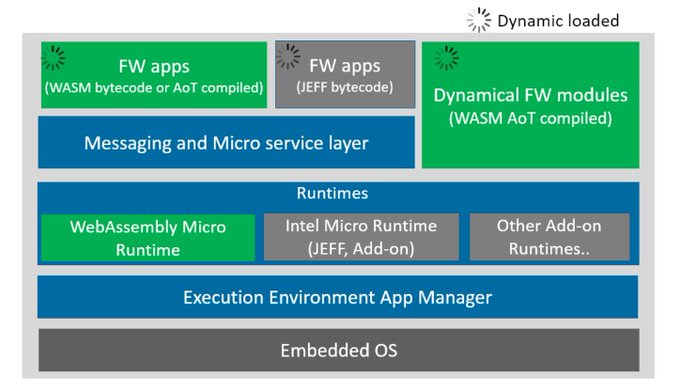 Dynamic loaded
FW apps
(WASM bytecode or AoT compiled)
FW apps
(JEFF bytecode)
Dynamical FW modules
(WASM AoT compiled)
Messaging and Micro service layer
Runtimes
WebAssembly Micro
Runtime
Intel Micro Runtime
(JEFF, Add-on)
Other Add-on
Runtimes..
Execution Environment App Manager
Embedded OS